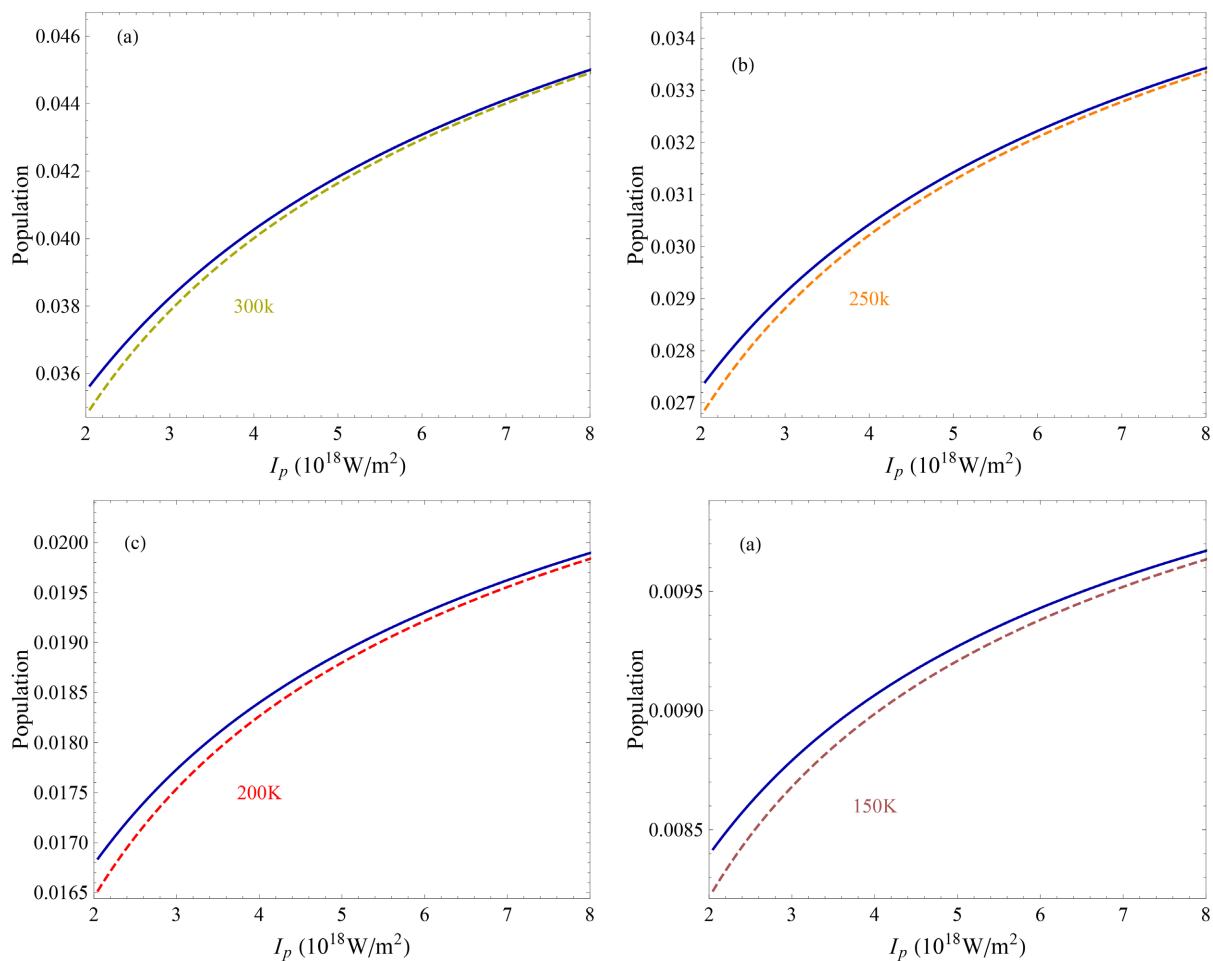 (a)
0.046
0.044
0.042
0.040
0.038
0.036
Population
300k
2 3 4 5 6 7 8
I_p (10^18 W/m^2)
(b)
0.034
0.033
0.032
0.031
0.030
0.029
0.028
0.027
Population
250k
2 3 4 5 6 7 8
I_p (10^18 W/m^2)
(c)
0.0200
0.0195
0.0190
0.0185
0.0180
0.0175
0.0170
0.0165
Population
200K
2 3 4 5 6 7 8
I_p (10^18 W/m^2)
(a)
0.0095
0.0090
0.0085
Population
150K
2 3 4 5 6 7 8
I_p (10^18 W/m^2)